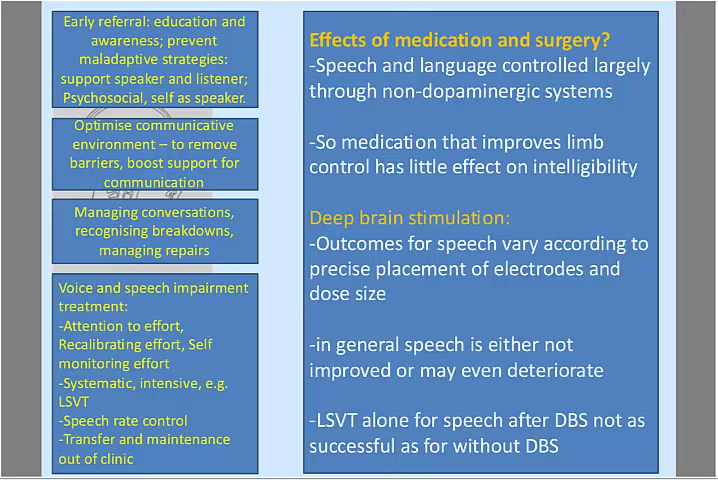 Early referral: education and
awareness; prevent
maladaptive strategies:
support speaker and listener;
Psychosocial, self as speaker.
Optimise communicative
environment – to remove
barriers, boost support for
communication
Managing conversations,
recognising breakdowns,
managing repairs
Voice and speech impairment
treatment:
-Attention to effort,
Recalibrating effort, Self
monitoring effort
-Systematic, intensive, e.g.
LSVT
-Speech rate control
-Transfer and maintenance
out of clinic
Effects of medication and surgery?
-Speech and language controlled largely
through non-dopaminergic systems
-So medication that improves limb
control has little effect on intelligibility
Deep brain stimulation:
-Outcomes for speech vary according to
precise placement of electrodes and
dose size
-in general speech is either not
improved or may even deteriorate
-LSVT alone for speech after DBS not as
successful as for without DBS